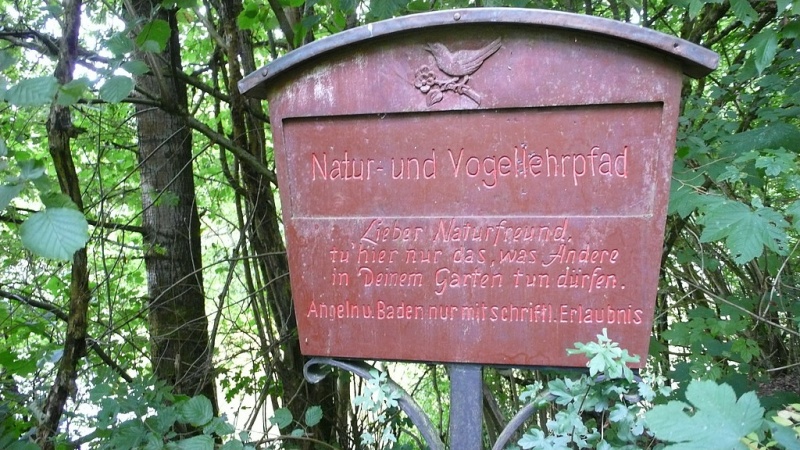 Natur- und Vogellehrpfad
Lieber Naturfreund,
tu hier nur das, was Andere
in Deinem Garten tun dürfen.
Angeln u. Baden nur mit schriftl. Erlaubnis